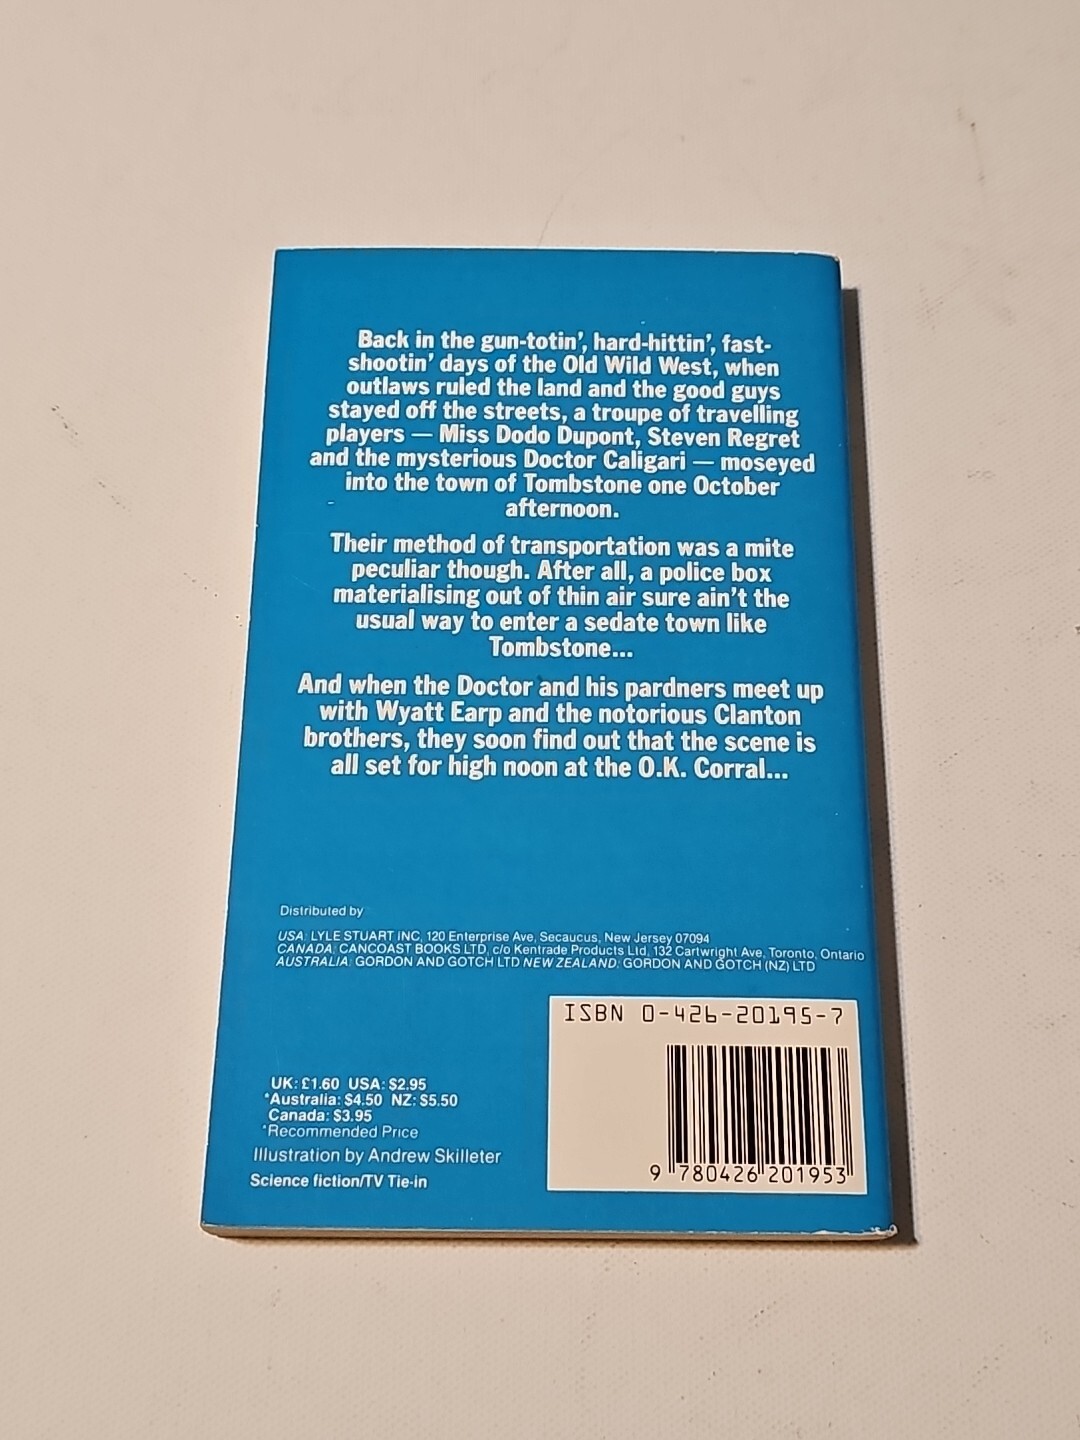 Back in the gun-totin', hard-hittin', fast-
shootin' days of the Old Wild West, when
outlaws ruled the land and the good guys
stayed off the streets, a troupe of travelling
players — Miss Dodo Dupont, Steven Regret
and the mysterious Doctor Caligari — moseyed
into the town of Tombstone one October
afternoon.
Their method of transportation was a mite
peculiar though. After all, a police box
materialising out of thin air sure ain't the
usual way to enter a sedate town like
Tombstone...
And when the Doctor and his pardners meet up
with Wyatt Earp and the notorious Clanton
brothers, they soon find out that the scene is
all set for high noon at the O.K. Corral...
Distributed by
USA: LYLE STUART INC, 120 Enterprise Ave, Secaucus, New Jersey 07094
CANADA: CANCOAST BOOKS LTD, c/o Kentrade Products Ltd, 132 Cartwright Ave, Toronto, Ontario
AUSTRALIA: GORDON AND GOTCH LTD NEW ZEALAND: GORDON AND GOTCH (NZ) LTD
ISBN 0-426-20195-7
9 780426 201953
UK: £1.60 USA: $2.95
*Australia: $4.50 NZ: $5.50
Canada: $3.95
*Recommended Price
Illustration by Andrew Skilleter
Science fiction/TV Tie-in